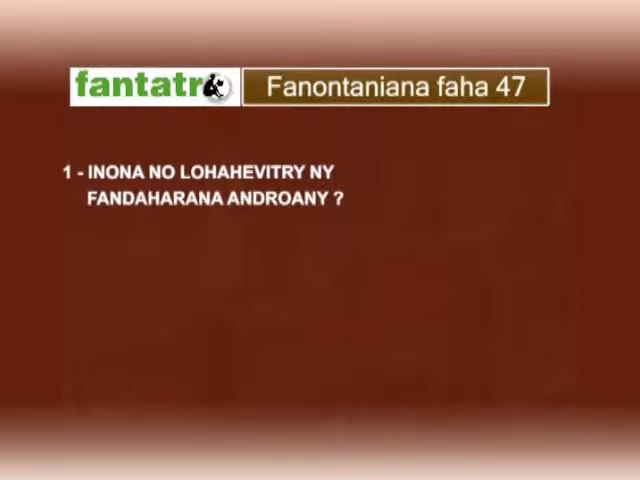 fantatro
Fanontaniana faha 47
1 - INONA NO LOHAHEVITRY NY
FANDAHARANA ANDROANY ?